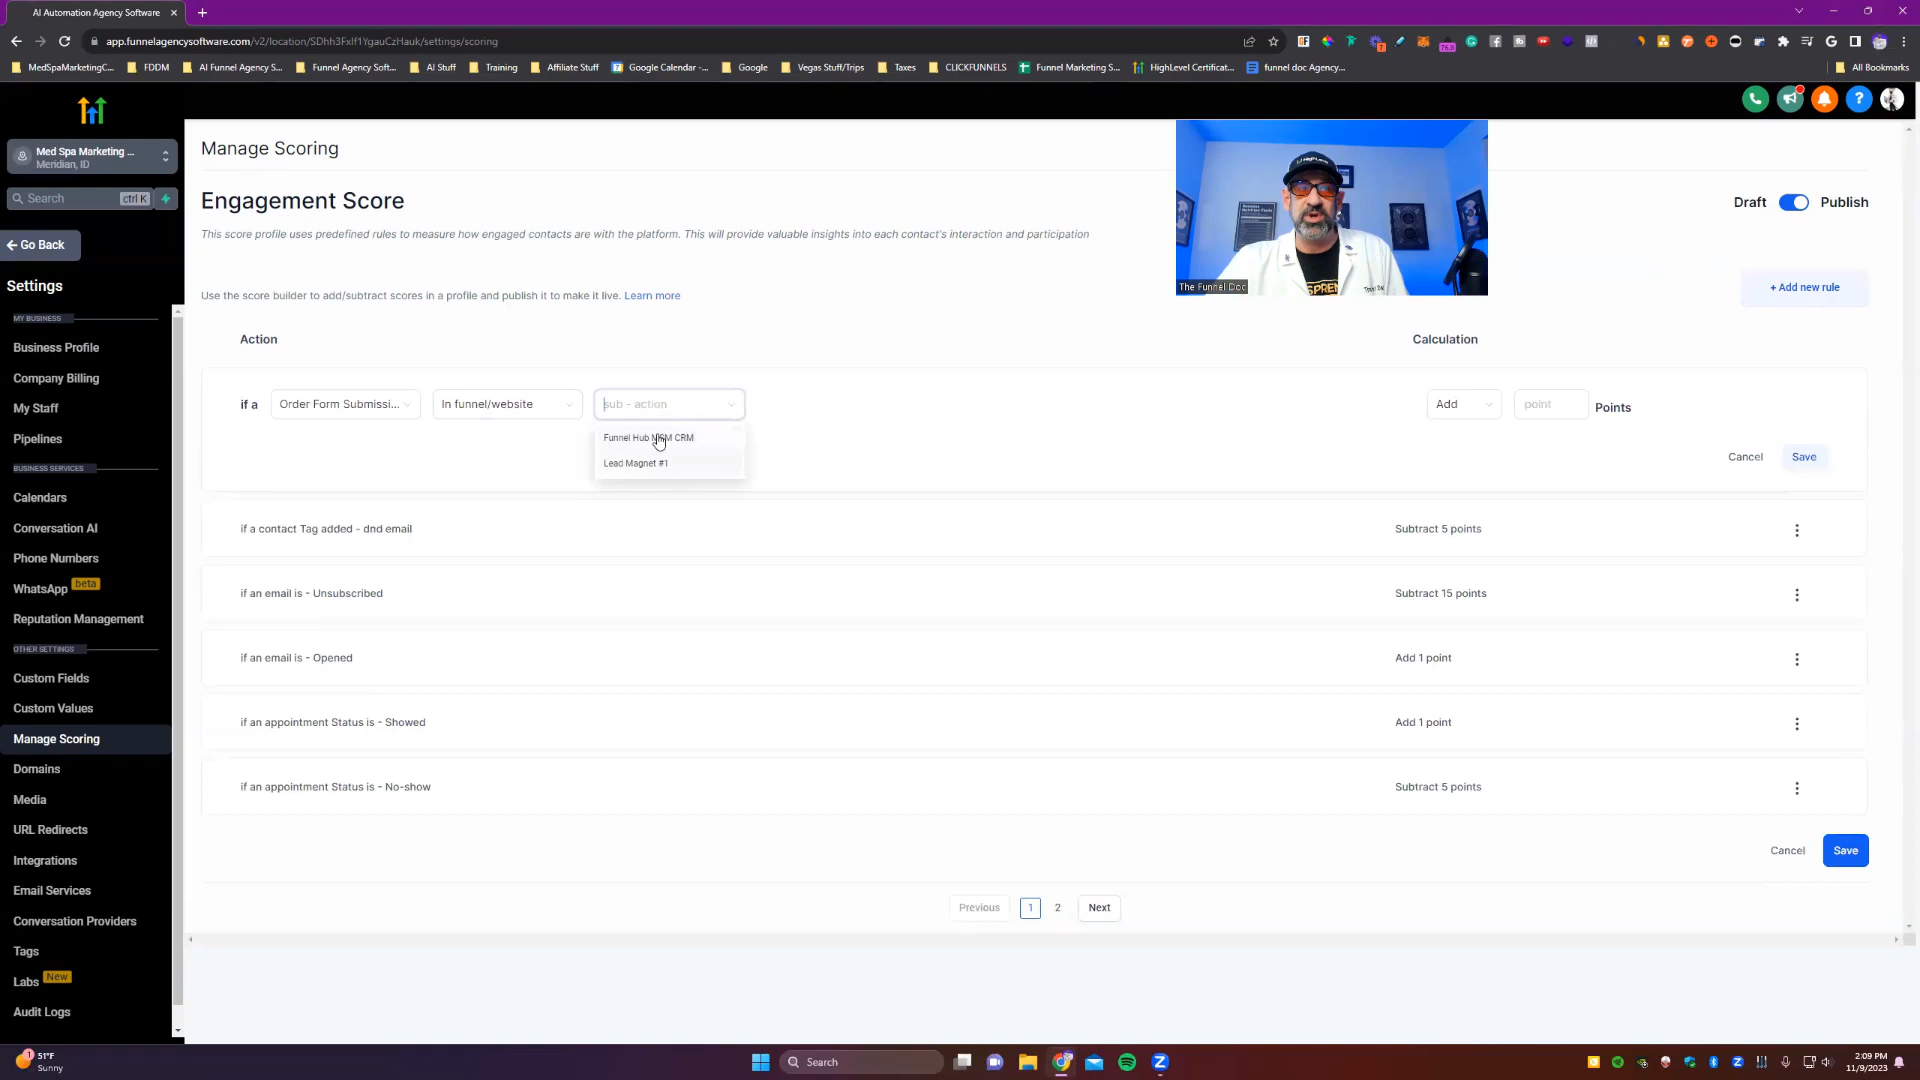 AI Automation Agency Software
app.funnelagencysoftware.com/v2/location/SDhh3FxIf1YgauCzHauk/settings/scoring
MedSpaMarketingC... FDDM AI Funnel Agency S... Funnel Agency Soft... AI Stuff Training Affiliate Stuff Google Calendar -... Google Vegas Stuff/Trips Taxes CLICKFUNNELS Funnel Marketing S... HighLevel Certificat... funnel doc Agency... All Bookmarks
Med Spa Marketing ...
Meridian, ID
Search ctrl K
Go Back
Settings
MY BUSINESS
Business Profile
Company Billing
My Staff
Pipelines
BUSINESS SERVICES
Calendars
Conversation AI
Phone Numbers
WhatsApp beta
Reputation Management
OTHER SETTINGS
Custom Fields
Custom Values
Manage Scoring
Domains
Media
URL Redirects
Integrations
Email Services
Conversation Providers
Tags
Labs New
Audit Logs
Manage Scoring
Engagement Score
Draft Publish
This score profile uses predefined rules to measure how engaged contacts are with the platform. This will provide valuable insights into each contact's interaction and participation
The Funnel Doc
Use the score builder to add/subtract scores in a profile and publish it to make it live. Learn more
+ Add new rule
Action Calculation
if a Order Form Submissi... In funnel/website sub - action Add point Points
Funnel Hub MSM CRM
Lead Magnet #1
Cancel Save
if a contact Tag added - dnd email Subtract 5 points
if an email is - Unsubscribed Subtract 15 points
if an email is - Opened Add 1 point
if an appointment Status is - Showed Add 1 point
if an appointment Status is - No-show Subtract 5 points
Cancel Save
Previous 1 2 Next
51°F
Sunny
Search
2:09 PM
11/9/2023